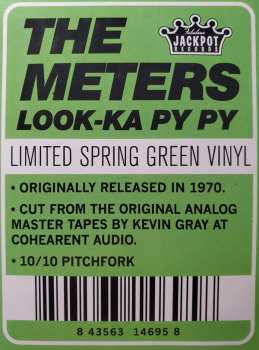 THE
Fabulous
JACKPOT
RECORDS
METERS
LOOK-KA PY PY
LIMITED SPRING GREEN VINYL
• ORIGINALLY RELEASED IN 1970.
• CUT FROM THE ORIGINAL ANALOG
MASTER TAPES BY KEVIN GRAY AT
COHEARENT AUDIO.
• 10/10 PITCHFORK
8 43563 14695 8